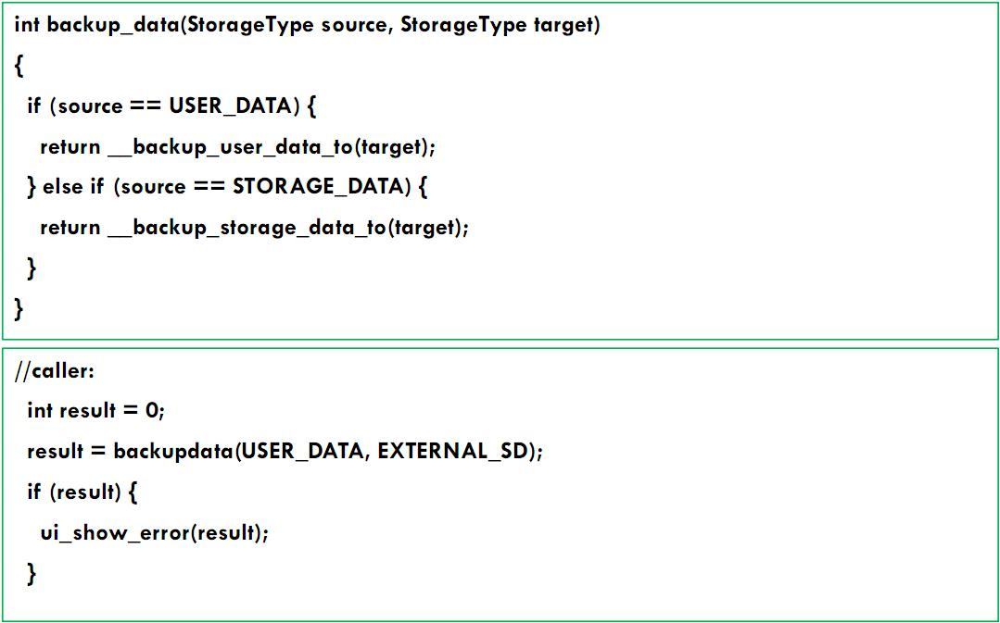 int backup_data(StorageType source, StorageType target)
{
if (source == USER_DATA) {
return __backup_user_data_to(target);
} else if (source == STORAGE_DATA) {
return __backup_storage_data_to(target);
}
}
//caller:
int result = 0;
result = backupdata(USER_DATA, EXTERNAL_SD);
if (result) {
ui_show_error(result);
}